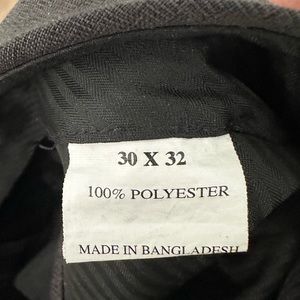 30 X 32
100% POLYESTER
MADE IN BANGLADESH